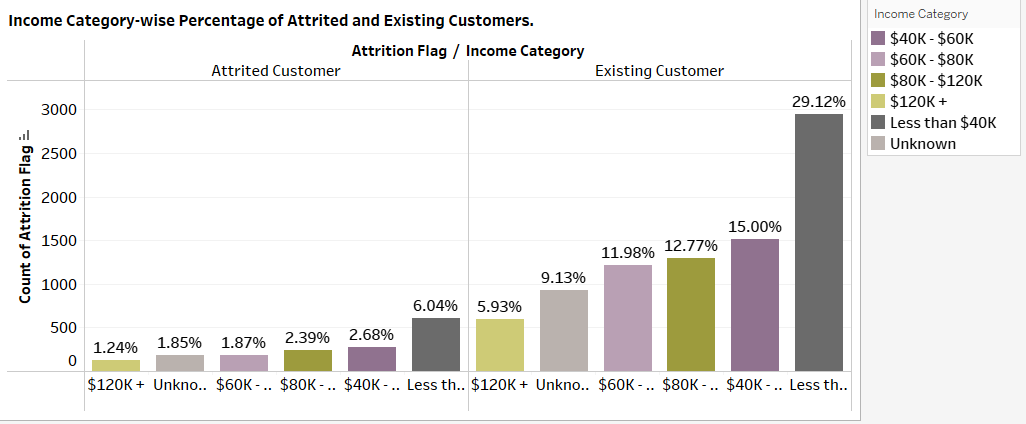 Income Category-wise Percentage of Attrited and Existing Customers.
Attrition Flag / Income Category
Attrited Customer Existing Customer
Count of Attrition Flag
3000
2500
2000
1500
1000
500
0
1.24% 1.85% 1.87% 2.39% 2.68% 6.04% 5.93% 9.13% 11.98% 12.77% 15.00% 29.12%
$120K + Unkno.. $60K - .. $80K - .. $40K - .. Less th.. $120K + Unkno.. $60K - .. $80K - .. $40K - .. Less th..
Income Category
$40K - $60K
$60K - $80K
$80K - $120K
$120K +
Less than $40K
Unknown